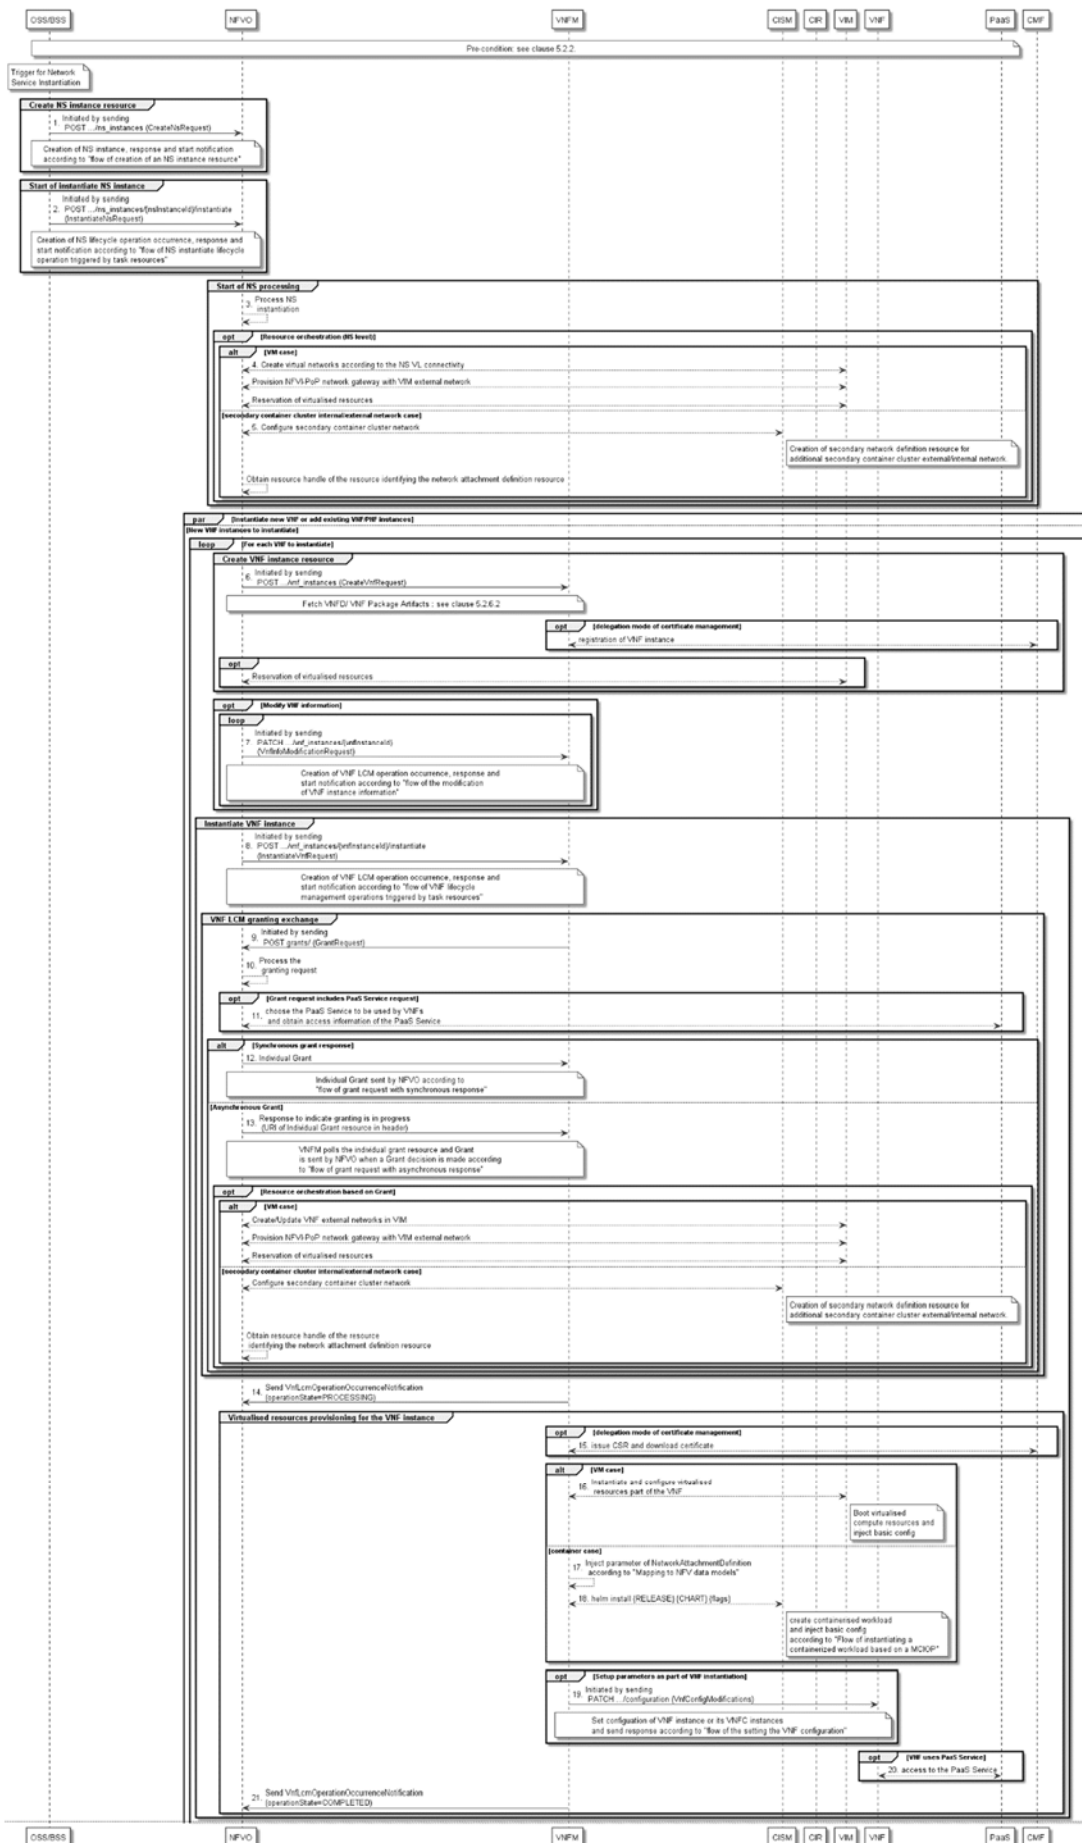 OSS/BSS
NFVO
VNFM
CISM
CIR
VIM
VNF
PaaS
CMF
Pre-condition: see clause 5.2.2.
Trigger for Network
Service Instantiation
Create NS instance resource
1. Initiated by sending
POST .../ns_instances (CreateNsRequest)
Creation of NS instance, response and start notification
according to "flow of creation of an NS instance resource"
Start of instantiate NS instance
Initiated by sending
2. POST .../ns_instances/{nsInstanceId}/instantiate
(InstantiateNsRequest)
Creation of NS lifecycle operation occurrence, response and
start notification according to "flow of NS instantiate lifecycle
operation triggered by task resources"
Start of NS processing
3. Process NS
instantiation
opt [Resource orchestration (NS level)]
alt [VM case]
4. Create virtual networks according to the NS VL connectivity
Provision NFVI-PoP network gateway with VIM external network
Reservation of virtualised resources
[secondary container cluster internal/external network case]
5. Configure secondary container cluster network
Creation of secondary network definition resource for
additional secondary container cluster external/internal network
Obtain resource handle of the resource identifying the network attachment definition resource
par [Instantiate new VNF or add existing VNF/PNF instances]
[New VNF instances to instantiate]
loop [For each VNF to instantiate]
Create VNF instance resource
6. Initiated by sending
POST .../vnf_instances (CreateVnfRequest)
Fetch VNFD/ VNF Package Artifacts : see clause 5.2.6.2
opt [delegation mode of certificate management]
registration of VNF instance
opt
Reservation of virtualised resources
opt [Modify VNF information]
loop
Initiated by sending
7. PATCH .../vnf_instances/{vnfInstanceId}
(VnfInfoModificationRequest)
Creation of VNF LCM operation occurrence, response and
start notification according to "flow of the modification
of VNF instance information"
Instantiate VNF instance
Initiated by sending
8. POST .../vnf_instances/{vnfInstanceId}/instantiate
(InstantiateVnfRequest)
Creation of VNF LCM operation occurrence, response and
start notification according to "flow of VNF lifecycle
management operations triggered by task resources"
VNF LCM granting exchange
9. Initiated by sending
POST grants/ (GrantRequest)
10. Process the
granting request
opt [Grant request includes PaaS Service request]
11. choose the PaaS Service to be used by VNFs
and obtain access information of the PaaS Service
alt [Synchronous grant response]
12. Individual Grant
Individual Grant sent by NFVO according to
"flow of grant request with synchronous response"
[Asynchronous Grant]
13. Response to indicate granting is in progress
(URI of Individual Grant resource in header)
VNFM polls the individual grant resource and Grant
is sent by NFVO when a Grant decision is made according
to "flow of grant request with asynchronous response"
opt [Resource orchestration based on Grant]
alt [VM case]
Create/Update VNF external networks in VIM
Provision NFVI-PoP network gateway with VIM external network
Reservation of virtualised resources
[secondary container cluster internal/external network case]
Configure secondary container cluster network
Creation of secondary network definition resource for
additional secondary container cluster external/internal network
Obtain resource handle of the resource
identifying the network attachment definition resource
14. Send VnfLcmOperationOccurrenceNotification
(operationState=PROCESSING)
Virtualised resources provisioning for the VNF instance
opt [delegation mode of certificate management]
15. issue CSR and download certificate
alt [VM case]
16. Instantiate and configure virtualised
resources part of the VNF
Boot virtualised
compute resources and
inject basic config
[container case]
17. Inject parameter of NetworkAttachmentDefinition
according to "Mapping to NFV data models"
18. helm install {RELEASE} {CHART} {flags}
create containerised workload
and inject basic config
according to "Flow of instantiating a
containerized workload based on a MCIOP"
opt [Setup parameters as part of VNF instantiation]
19. Initiated by sending
PATCH .../configuration (VnfConfigModifications)
Set configuation of VNF instance or its VNFC instances
and send response according to "flow of the setting the VNF configuration"
opt [VNF uses PaaS Service]
20. access to the PaaS Service
21. Send VnfLcmOperationOccurrenceNotification
(operationState=COMPLETED)
OSS/BSS
NFVO
VNFM
CISM
CIR
VIM
VNF
PaaS
CMF